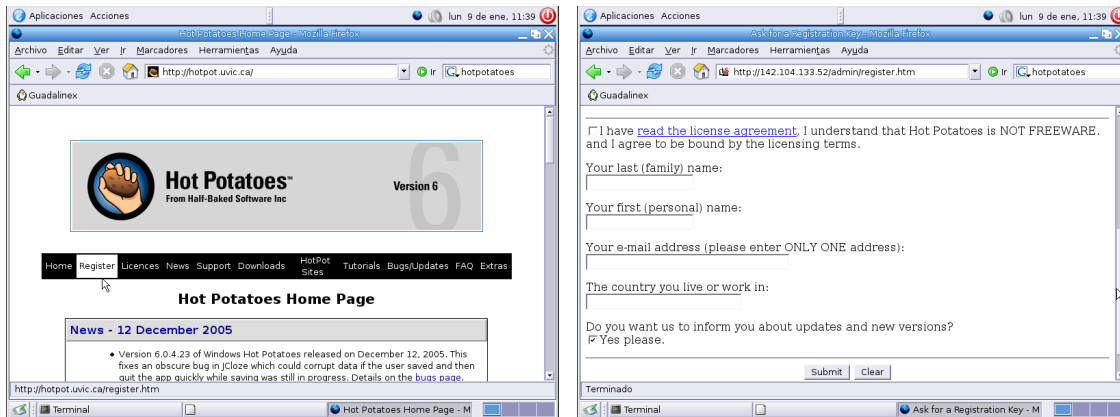 Aplicaciones Acciones
lun 9 de ene, 11:39
Hot Potatoes Home Page - Mozilla Firefox
Archivo Editar Ver Ir Marcadores Herramientas Ayuda
http://hotpot.uvic.ca/
Ir
hotpotatoes
Guadalinex
6
Hot Potatoes™
From Half-Baked Software Inc
Version 6
Home Register Licences News Support Downloads HotPot Sites Tutorials Bugs/Updates FAQ Extras
Hot Potatoes Home Page
News - 12 December 2005
Version 6.0.4.23 of Windows Hot Potatoes released on December 12, 2005. This
fixes an obscure bug in JCloze which could corrupt data if the user saved and then
quit the app quickly while saving was still in progress. Details on the bugs page.
http://hotpot.uvic.ca/register.htm
Terminal
Hot Potatoes Home Page - M
Aplicaciones Acciones
lun 9 de ene, 11:39
Ask for a Registration Key - Mozilla Firefox
Archivo Editar Ver Ir Marcadores Herramientas Ayuda
http://142.104.133.52/admin/register.htm
Ir
hotpotatoes
Guadalinex
I have read the license agreement, I understand that Hot Potatoes is NOT FREEWARE.
and I agree to be bound by the licensing terms.
Your last (family) name:
Your first (personal) name:
Your e-mail address (please enter ONLY ONE address):
The country you live or work in:
Do you want us to inform you about updates and new versions?
Yes please.
Submit Clear
Terminado
Terminal
Ask for a Registration Key - M